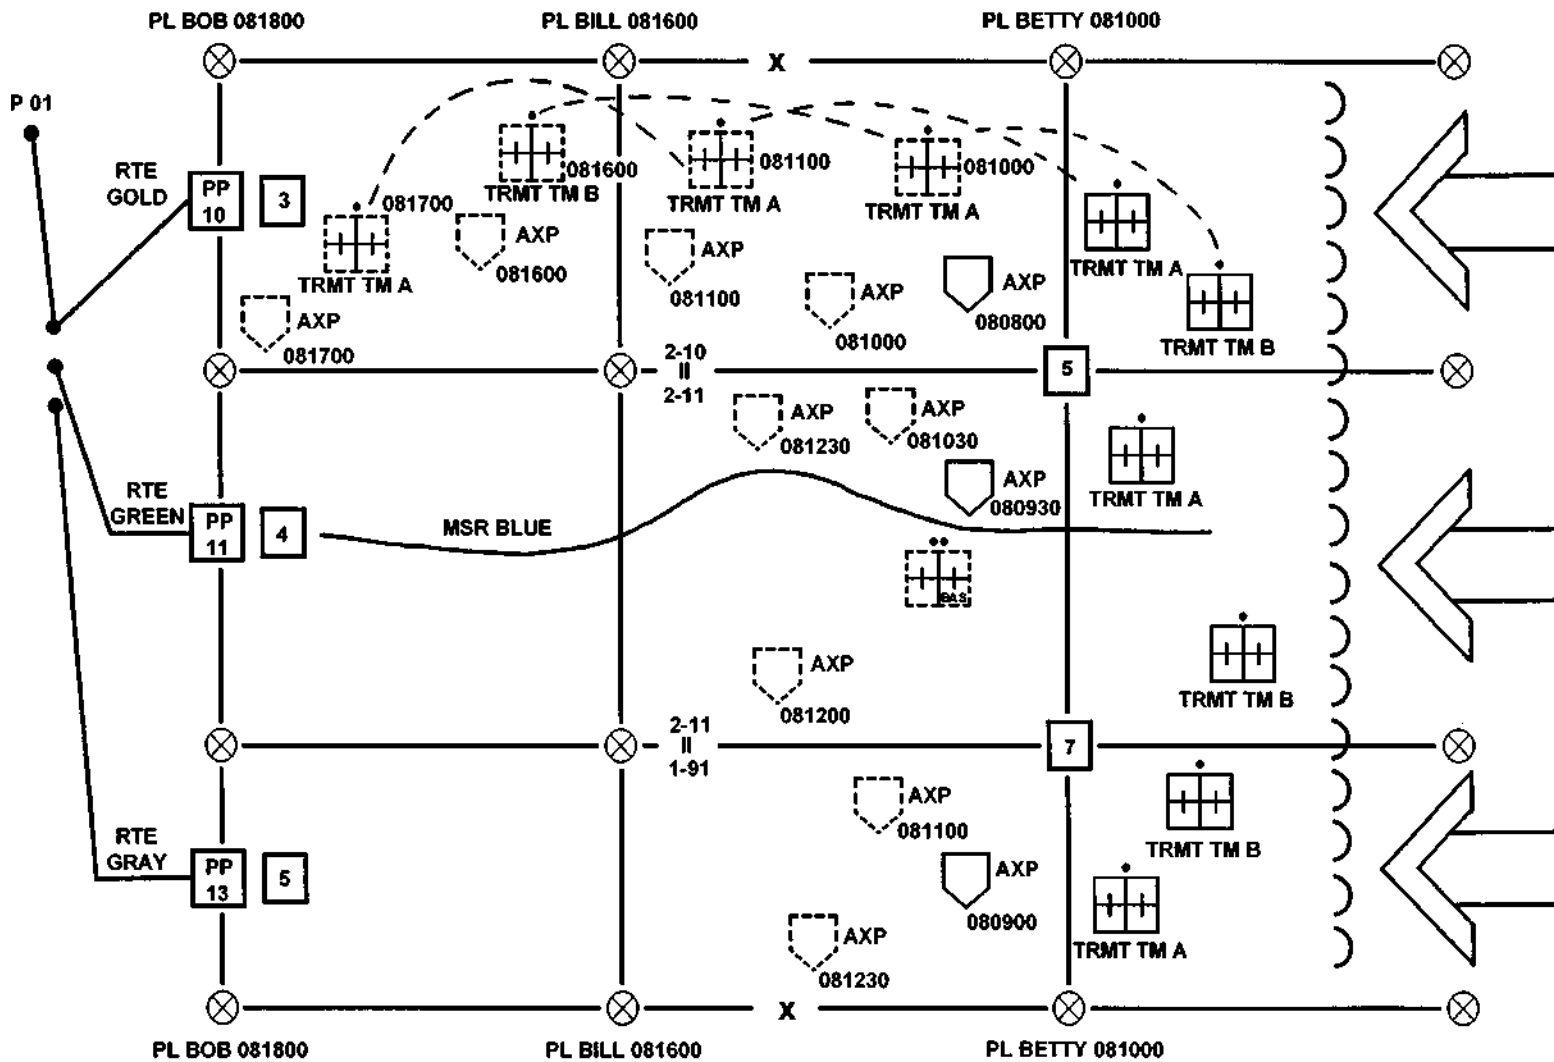 PL BOB 081800
PL BILL 081600
PL BETTY 081000
X
P 01
RTE
GOLD
PP
10
3
081700
TRMT TM A
081600
TRMT TM B
081100
TRMT TM A
081000
TRMT TM A
TRMT TM A
TRMT TM B
AXP
081700
AXP
081600
AXP
081100
AXP
081000
AXP
080800
2-10
II
2-11
5
AXP
081230
AXP
081030
AXP
080930
TRMT TM A
RTE
GREEN
PP
11
4
MSR BLUE
BAS
TRMT TM B
AXP
081200
2-11
II
1-91
7
AXP
081100
TRMT TM B
RTE
GRAY
PP
13
5
AXP
080900
TRMT TM A
AXP
081230
X
PL BOB 081800
PL BILL 081600
PL BETTY 081000